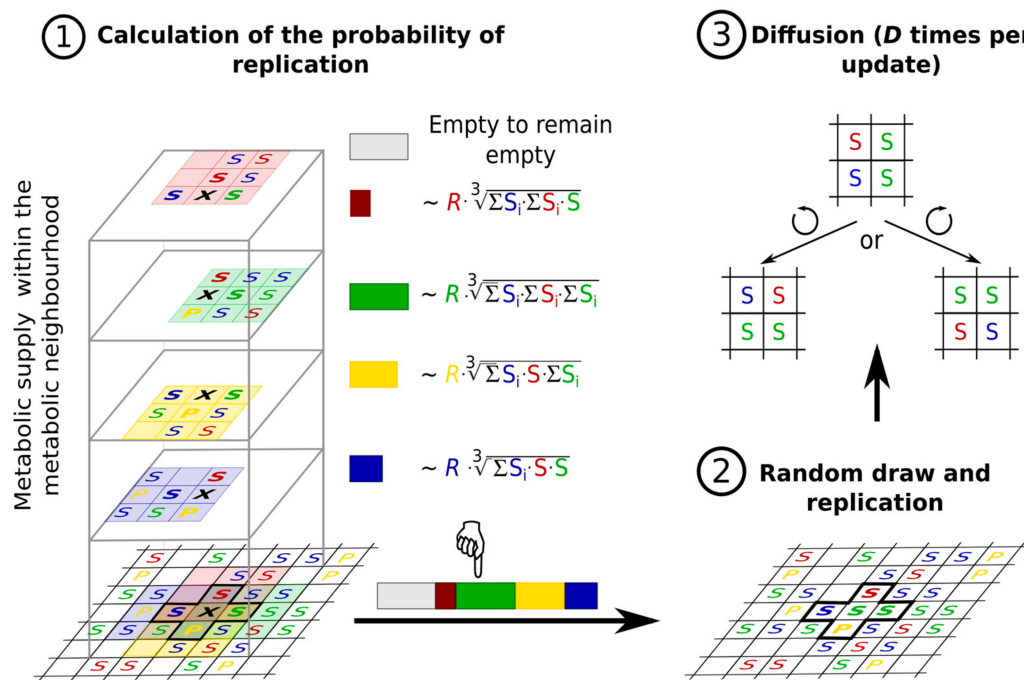 1 Calculation of the probability of
replication
Metabolic supply within the
metabolic neighbourhood
S S
S S
S X S
S S S
X S S
P S S
S X S
S P S
S S
S S
P S X
S S P
Empty to remain
empty
~ R·∛ΣSᵢ·ΣSᵢ·S
~ R·∛ΣSᵢ·ΣSᵢ·ΣSᵢ
~ R·∛ΣSᵢ·S·ΣSᵢ
~ R·∛ΣSᵢ·S·S
S S S S P
P S S P
S S S S S
P S X S S S
S S S P S S S
S S S
S S S P
2 Random draw and
replication
S S S S P
P S S P
S S S S S
P S S S S S
S S S P S S S
S S S
S S S P
3 Diffusion (D times per
update)
S S
S S
or
S S
S S
S S
S S